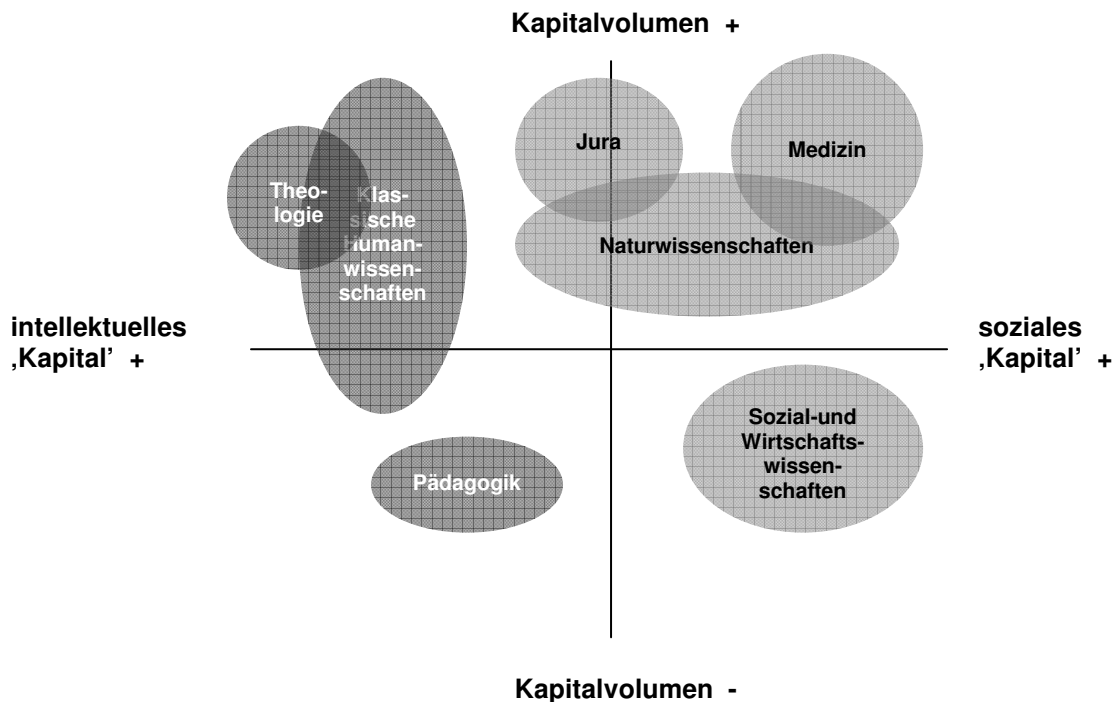 Kapitalvolumen +
Jura
Medizin
Theo-
logie
Klas-
sische
Human-
wissen-
schaften
Naturwissenschaften
intellektuelles
‚Kapital’ +
soziales
‚Kapital’ +
Sozial-und
Wirtschafts-
wissen-
schaften
Pädagogik
Kapitalvolumen -